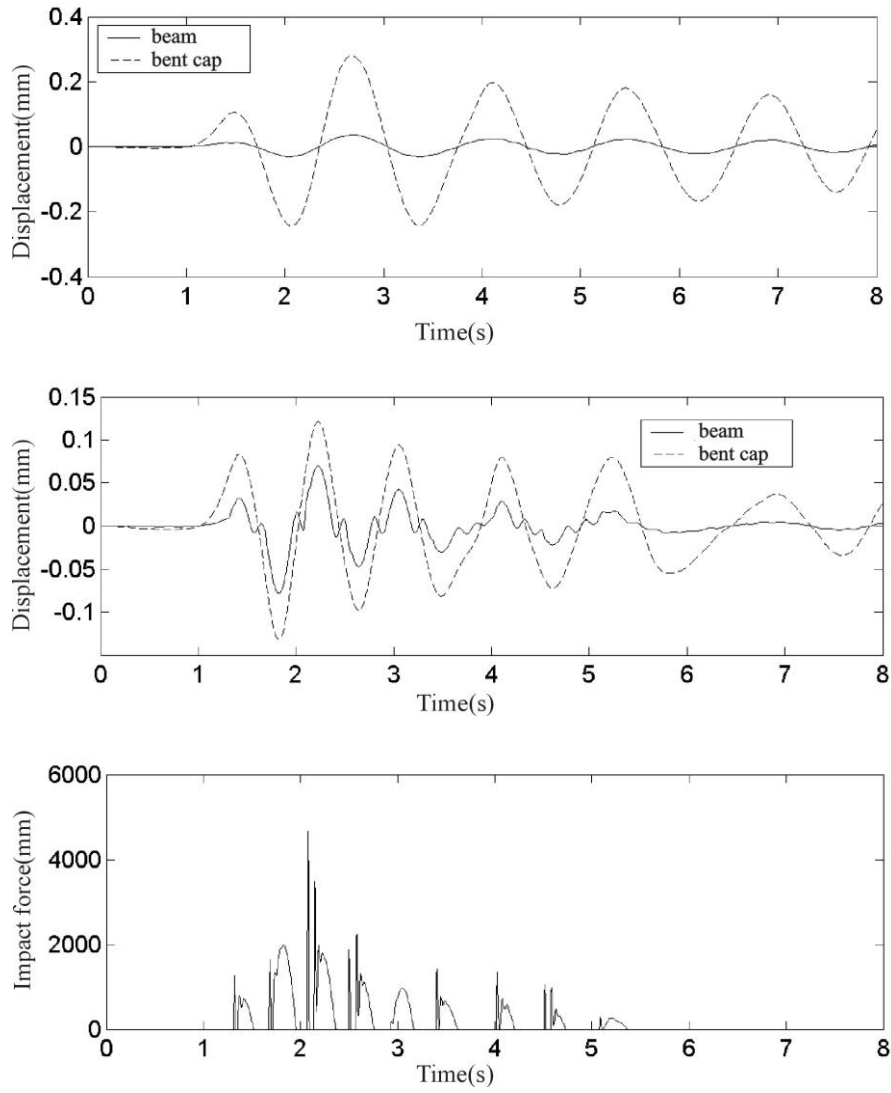 0.4
beam
bent cap
0.2
0
-0.2
-0.4
Displacement(mm)
0 1 2 3 4 5 6 7 8
Time(s)
0.15
beam
0.1
bent cap
0.05
0
-0.05
-0.1
Displacement(mm)
0 1 2 3 4 5 6 7 8
Time(s)
6000
4000
2000
0
Impact force(mm)
0 1 2 3 4 5 6 7 8
Time(s)